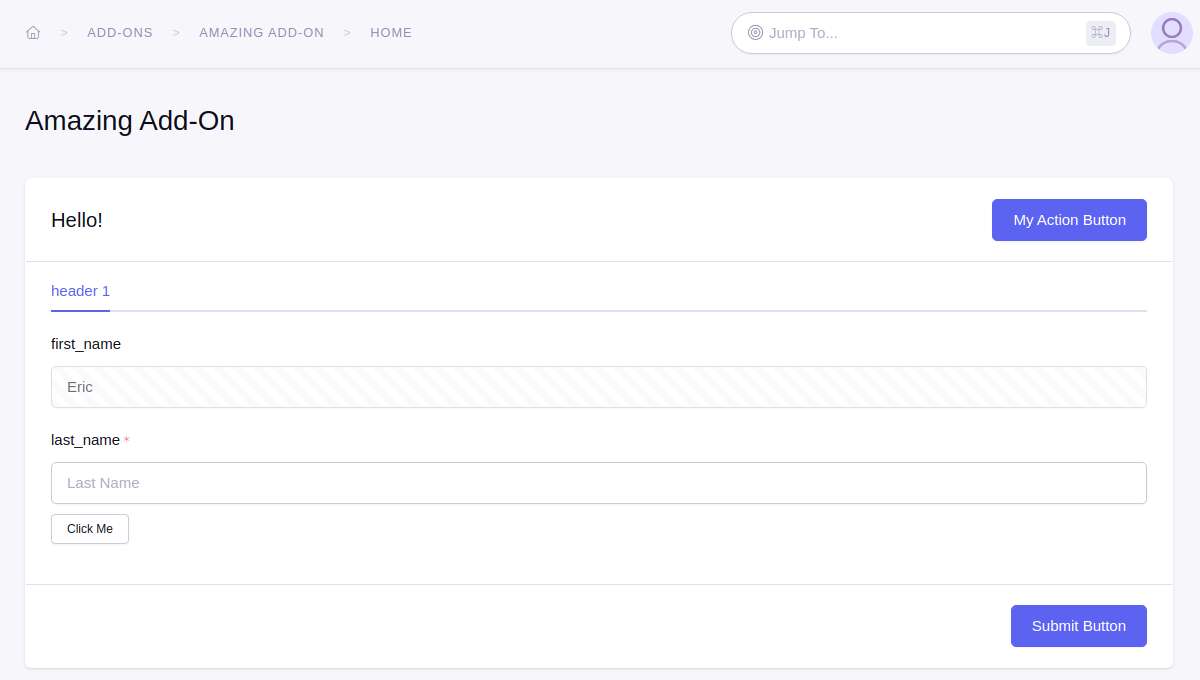 > ADD-ONS > AMAZING ADD-ON > HOME
Jump To... ⌘J
Amazing Add-On
Hello! My Action Button
header 1
first_name
Eric
last_name *
Last Name
Click Me
Submit Button